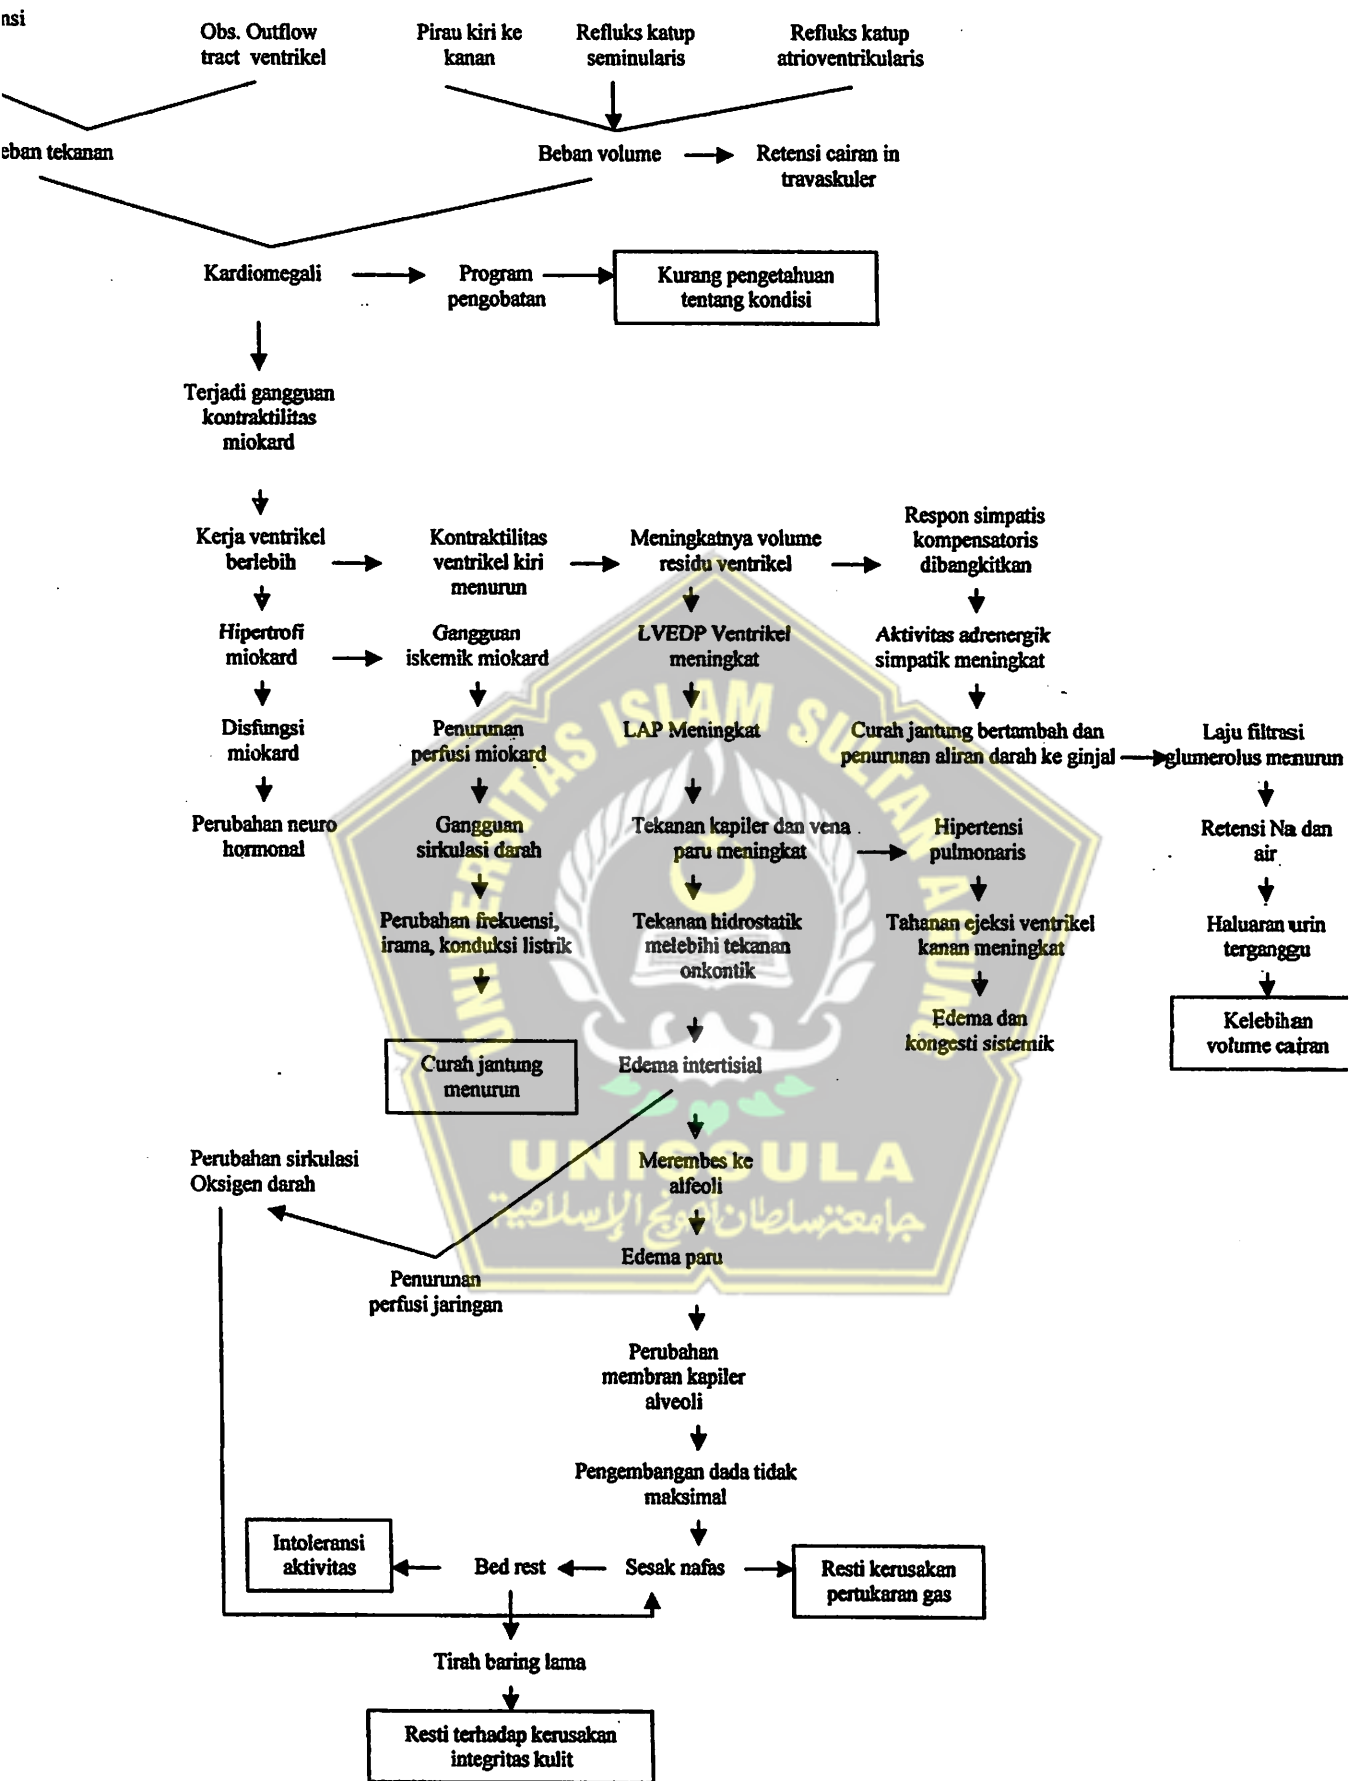 nsi
Obs. Outflow
tract ventrikel
Pirau kiri ke
kanan
Refluks katup
seminularis
Refluks katup
atrioventrikularis
eban tekanan
Beban volume
Retensi cairan in
travaskuler
Kardiomegali
Program
pengobatan
Kurang pengetahuan
tentang kondisi
Terjadi gangguan
kontraktilitas
miokard
Kerja ventrikel
berlebih
Kontraktilitas
ventrikel kiri
menurun
Meningkatnya volume
residu ventrikel
Respon simpatis
kompensatoris
dibangkitkan
Hipertrofi
miokard
Gangguan
iskemik miokard
LVEDP Ventrikel
meningkat
Aktivitas adrenergik
simpatik meningkat
Disfungsi
miokard
Penurunan
perfusi miokard
LAP Meningkat
Curah jantung bertambah dan
penurunan aliran darah ke ginjal
Laju filtrasi
glumerolus menurun
Perubahan neuro
hormonal
Gangguan
sirkulasi darah
Tekanan kapiler dan vena
paru meningkat
Hipertensi
pulmonaris
Retensi Na dan
air
Perubahan frekuensi,
irama, konduksi listrik
Tekanan hidrostatik
melebihi tekanan
onkontik
Tahanan ejeksi ventrikel
kanan meningkat
Haluaran urin
terganggu
Curah jantung
menurun
Edema intertisial
Edema dan
kongesti sistemik
Kelebihan
volume cairan
Perubahan sirkulasi
Oksigen darah
Merembes ke
alfeoli
Penurunan
perfusi jaringan
Edema paru
Perubahan
membran kapiler
alveoli
Pengembangan dada tidak
maksimal
Intoleransi
aktivitas
Bed rest
Sesak nafas
Resti kerusakan
pertukaran gas
Tirah baring lama
Resti terhadap kerusakan
integritas kulit
UNIVERSITAS ISLAM SULTAN AGUNG
UNISSULA
جامعة سلطان أجونج الإسلامية